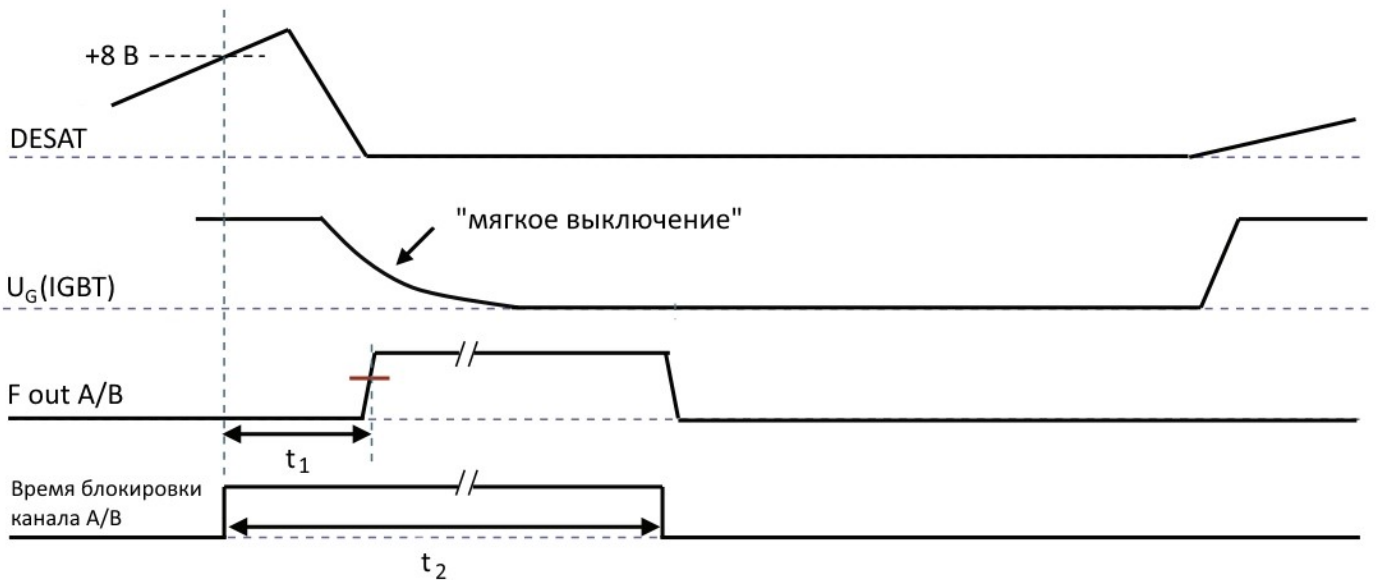 +8 В
DESAT
"мягкое выключение"
U_G(IGBT)
F out A/B
t₁
Время блокировки
канала A/B
t₂